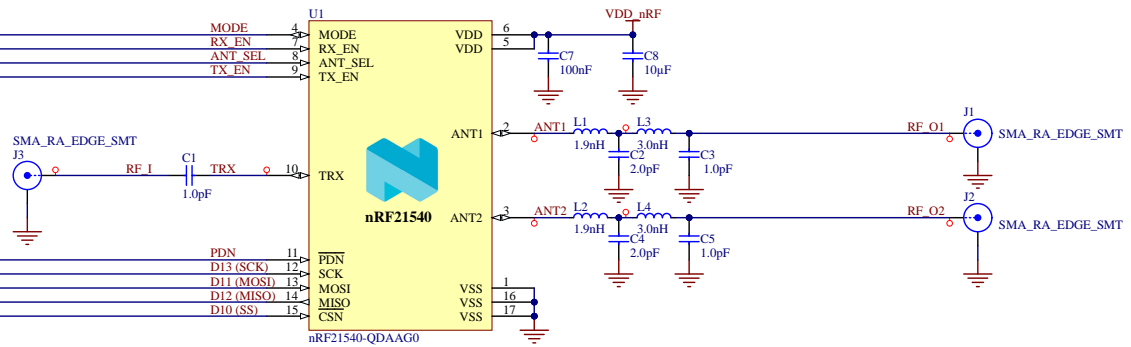 U1
VDD_nRF
MODE 4 MODE VDD 6
RX_EN 7 RX_EN VDD 5
ANT_SEL 8 ANT_SEL
TX_EN 9 TX_EN
C7
100nF
C8
10µF
J1
ANT1 2 ANT1 L1 L3 RF_O1 SMA_RA_EDGE_SMT
1.9nH 3.0nH
C2 C3
2.0pF 1.0pF
SMA_RA_EDGE_SMT
J3
RF_I C1 TRX 10 TRX
1.0pF
nRF21540
J2
ANT2 3 ANT2 L2 L4 RF_O2 SMA_RA_EDGE_SMT
1.9nH 3.0nH
C4 C5
2.0pF 1.0pF
PDN 11 PDN
D13 (SCK) 12 SCK
D11 (MOSI) 13 MOSI VSS 1
D12 (MISO) 14 MISO VSS 16
D10 (SS) 15 CSN VSS 17
nRF21540-QDAAG0